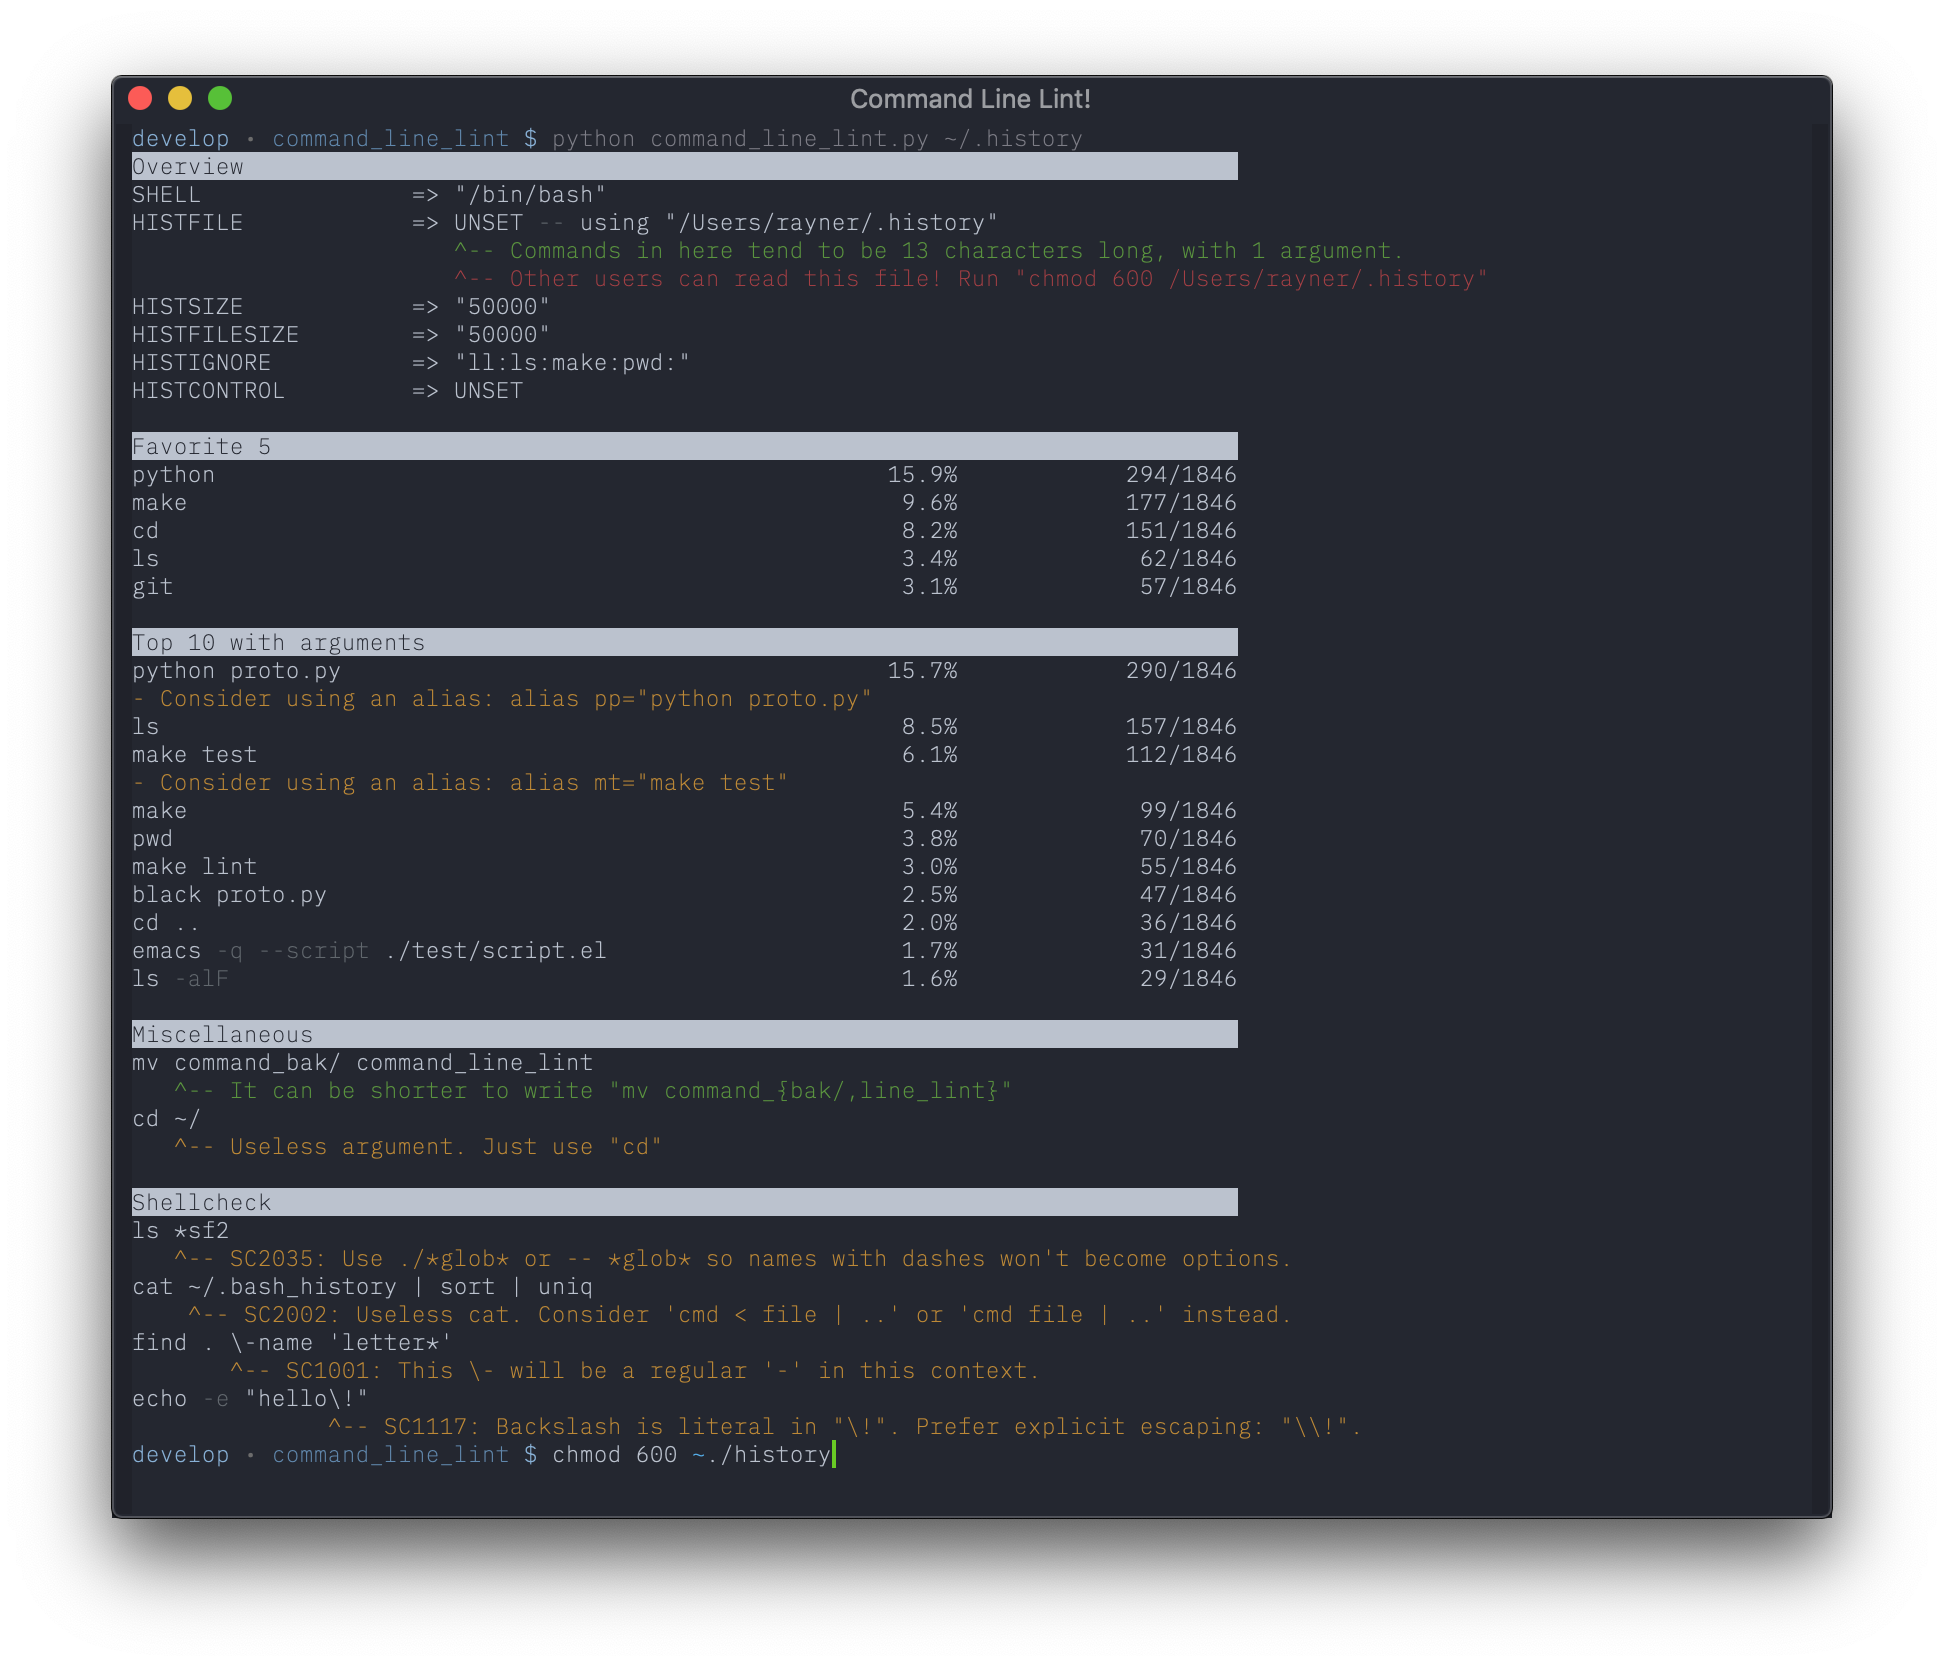 Command Line Lint!
develop • command_line_lint $ python command_line_lint.py ~/.history
Overview
SHELL => "/bin/bash"
HISTFILE => UNSET -- using "/Users/rayner/.history"
^-- Commands in here tend to be 13 characters long, with 1 argument.
^-- Other users can read this file! Run "chmod 600 /Users/rayner/.history"
HISTSIZE => "50000"
HISTFILESIZE => "50000"
HISTIGNORE => "ll:ls:make:pwd:"
HISTCONTROL => UNSET
Favorite 5
python 15.9% 294/1846
make 9.6% 177/1846
cd 8.2% 151/1846
ls 3.4% 62/1846
git 3.1% 57/1846
Top 10 with arguments
python proto.py 15.7% 290/1846
- Consider using an alias: alias pp="python proto.py"
ls 8.5% 157/1846
make test 6.1% 112/1846
- Consider using an alias: alias mt="make test"
make 5.4% 99/1846
pwd 3.8% 70/1846
make lint 3.0% 55/1846
black proto.py 2.5% 47/1846
cd .. 2.0% 36/1846
emacs -q --script ./test/script.el 1.7% 31/1846
ls -alF 1.6% 29/1846
Miscellaneous
mv command_bak/ command_line_lint
^-- It can be shorter to write "mv command_{bak/,line_lint}"
cd ~/
^-- Useless argument. Just use "cd"
Shellcheck
ls *sf2
^-- SC2035: Use ./*glob* or -- *glob* so names with dashes won't become options.
cat ~/.bash_history | sort | uniq
^-- SC2002: Useless cat. Consider 'cmd < file | ..' or 'cmd file | ..' instead.
find . \-name 'letter*'
^-- SC1001: This \- will be a regular '-' in this context.
echo -e "hello\!"
^-- SC1117: Backslash is literal in "\!". Prefer explicit escaping: "\\!".
develop • command_line_lint $ chmod 600 ~./history